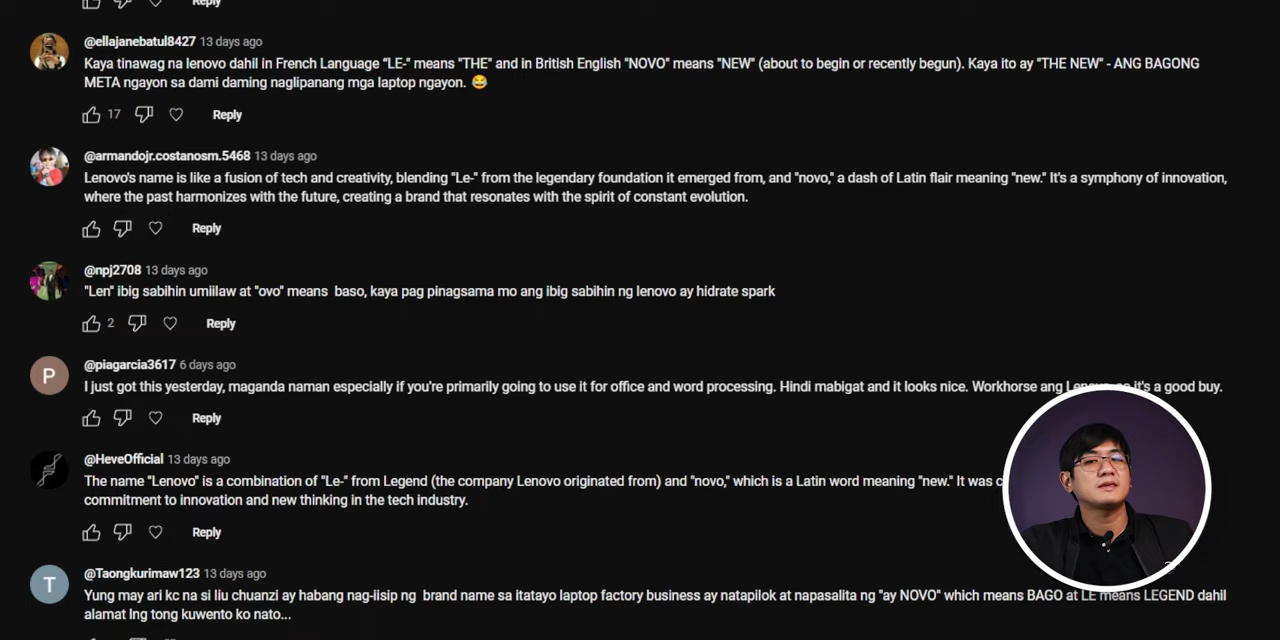 Reply
@ellajanebatul8427 13 days ago
Kaya tinawag na lenovo dahil in French Language “LE-" means "THE" and in British English "NOVO" means "NEW" (about to begin or recently begun). Kaya ito ay "THE NEW" - ANG BAGONG
META ngayon sa dami daming naglipanang mga laptop ngayon. 😂
17 Reply
@armandojr.costanosm.5468 13 days ago
Lenovo's name is like a fusion of tech and creativity, blending "Le-" from the legendary foundation it emerged from, and "novo," a dash of Latin flair meaning "new." It's a symphony of innovation,
where the past harmonizes with the future, creating a brand that resonates with the spirit of constant evolution.
Reply
@npj2708 13 days ago
"Len" ibig sabihin umiilaw at "ovo" means baso, kaya pag pinagsama mo ang ibig sabihin ng lenovo ay hidrate spark
2 Reply
P
@piagarcia3617 6 days ago
I just got this yesterday, maganda naman especially if you're primarily going to use it for office and word processing. Hindi mabigat and it looks nice. Workhorse ang it's a good buy.
Reply
@HeveOfficial 13 days ago
The name "Lenovo" is a combination of "Le-" from Legend (the company Lenovo originated from) and "novo," which is a Latin word meaning "new." It was
commitment to innovation and new thinking in the tech industry.
Reply
T
@Taongkurimaw123 13 days ago
Yung may ari kc na si liu chuanzi ay habang nag-iisip ng brand name sa itatayo laptop factory business ay natapilok at napasalita ng "ay NOVO" which means BAGO at LE means LEGEND dahil
alamat lng tong kuwento ko nato...